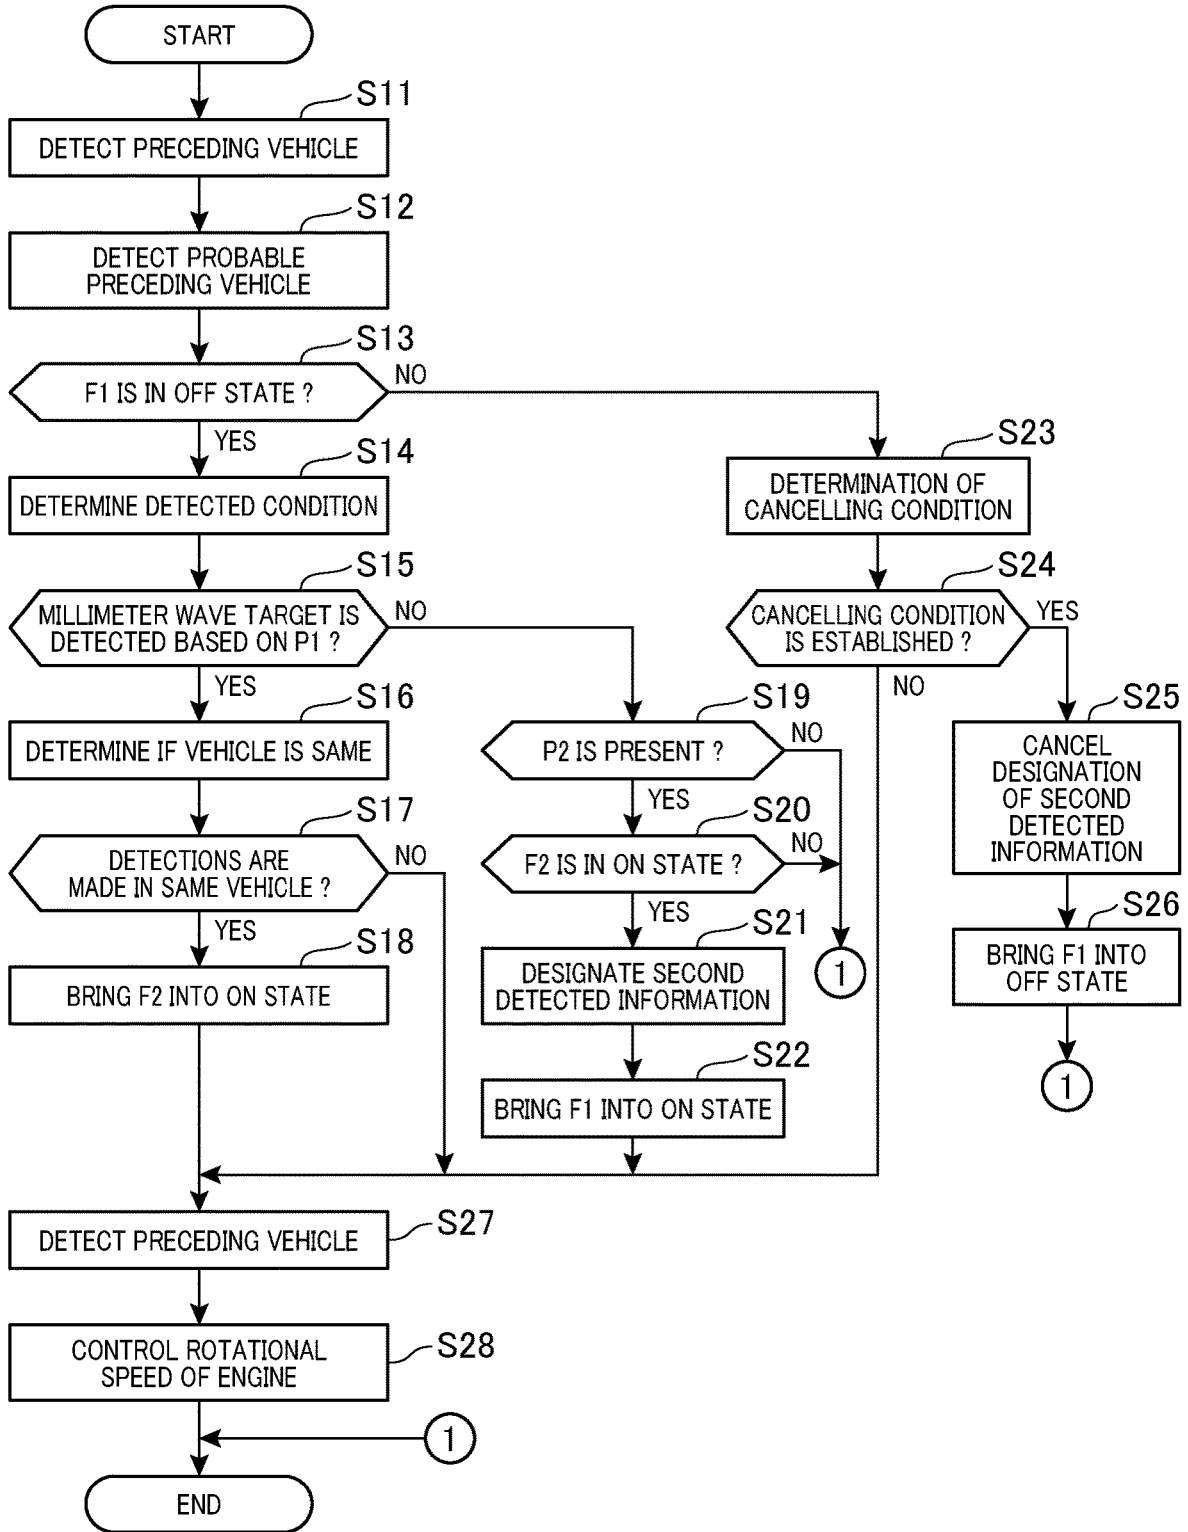 START
S11
DETECT PRECEDING VEHICLE
S12
DETECT PROBABLE
PRECEDING VEHICLE
S13
F1 IS IN OFF STATE ?
NO
YES
S14
DETERMINE DETECTED CONDITION
S15
MILLIMETER WAVE TARGET IS
DETECTED BASED ON P1 ?
NO
YES
S16
DETERMINE IF VEHICLE IS SAME
S17
DETECTIONS ARE
MADE IN SAME VEHICLE ?
NO
YES
S18
BRING F2 INTO ON STATE
S19
P2 IS PRESENT ?
NO
YES
S20
F2 IS IN ON STATE ?
NO
YES
S21
DESIGNATE SECOND
DETECTED INFORMATION
1
S22
BRING F1 INTO ON STATE
S23
DETERMINATION OF
CANCELLING CONDITION
S24
CANCELLING CONDITION
IS ESTABLISHED ?
YES
NO
S25
CANCEL
DESIGNATION
OF SECOND
DETECTED
INFORMATION
S26
BRING F1 INTO
OFF STATE
1
S27
DETECT PRECEDING VEHICLE
S28
CONTROL ROTATIONAL
SPEED OF ENGINE
1
END